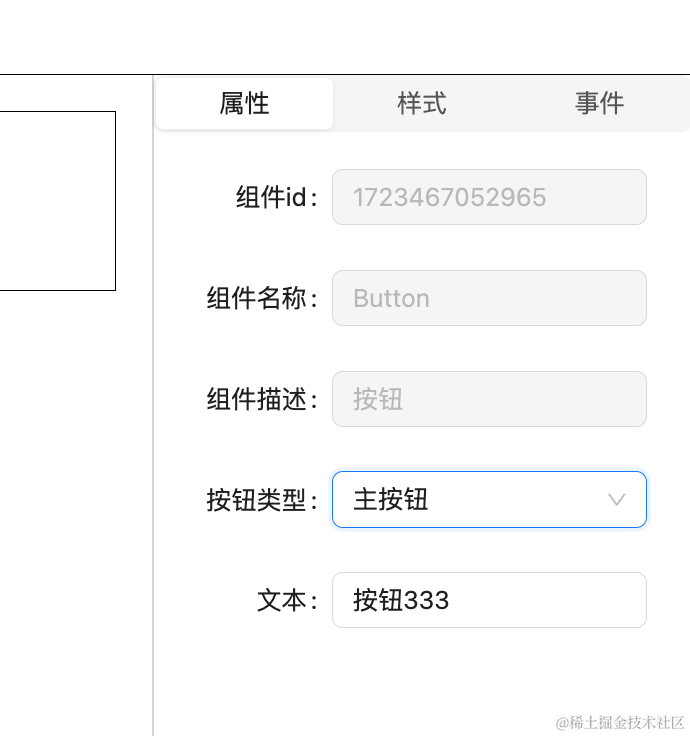 属性 样式 事件
组件id: 1723467052965
组件名称: Button
组件描述: 按钮
按钮类型: 主按钮
文本: 按钮333
@稀土掘金技术社区